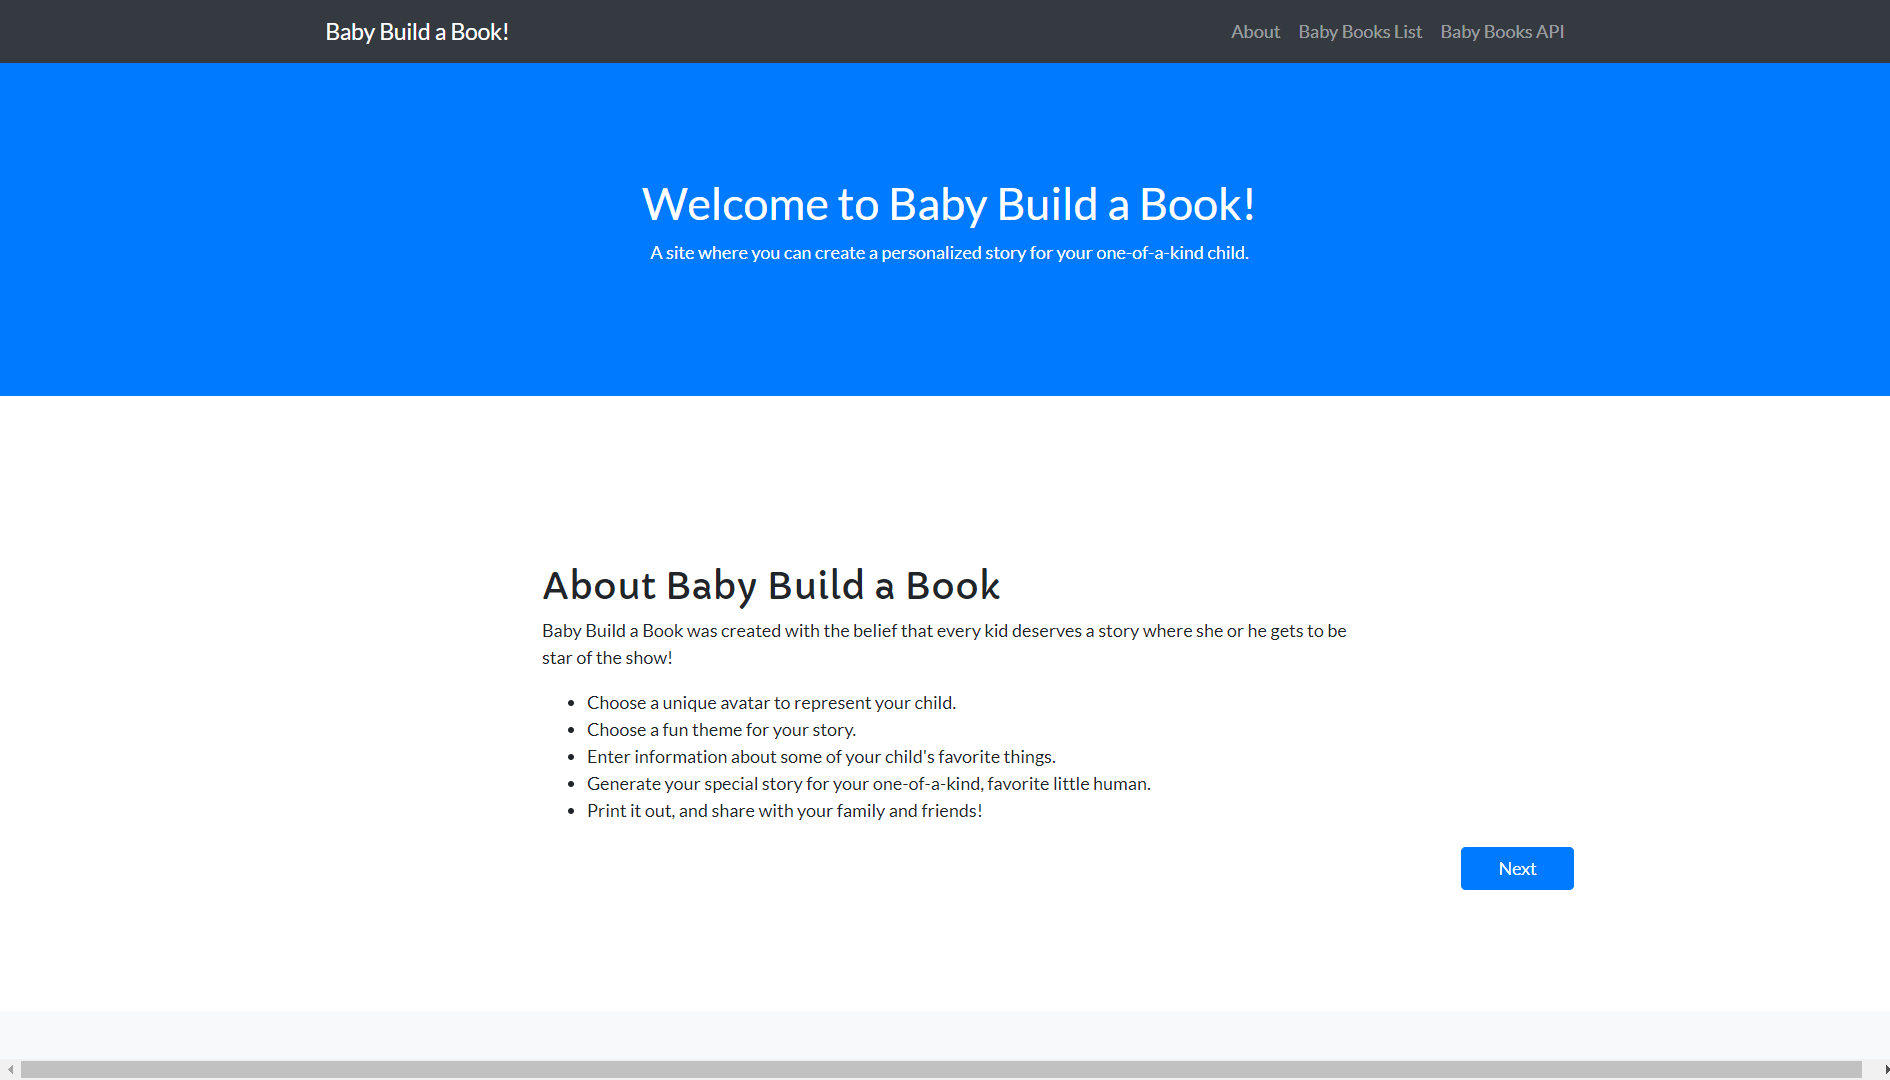 Baby Build a Book!
About Baby Books List Baby Books API
Welcome to Baby Build a Book!
A site where you can create a personalized story for your one-of-a-kind child.
About Baby Build a Book
Baby Build a Book was created with the belief that every kid deserves a story where she or he gets to be
star of the show!
• Choose a unique avatar to represent your child.
• Choose a fun theme for your story.
• Enter information about some of your child's favorite things.
• Generate your special story for your one-of-a-kind, favorite little human.
• Print it out, and share with your family and friends!
Next